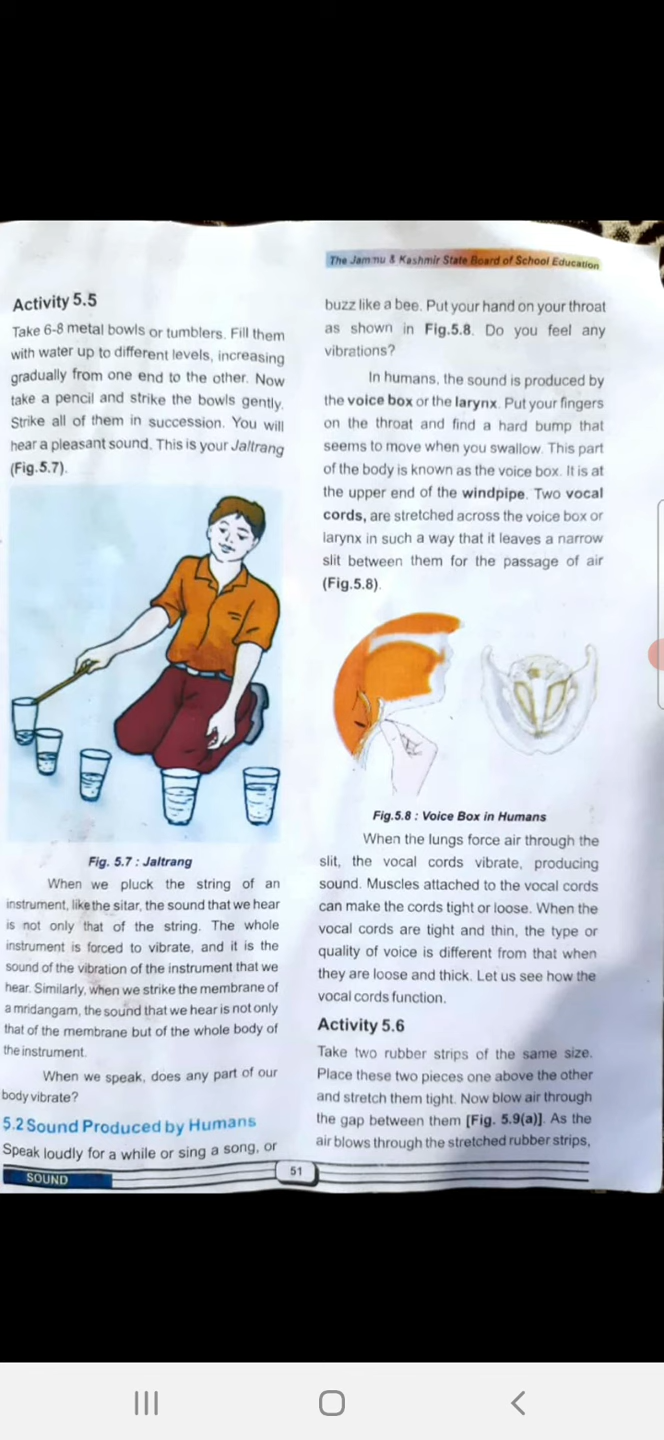 The Jammu & Kashmir State Board of School Education
Activity 5.5
Take 6-8 metal bowls or tumblers. Fill them
with water up to different levels, increasing
gradually from one end to the other. Now
take a pencil and strike the bowls gently.
Strike all of them in succession. You will
hear a pleasant sound. This is your Jaltrang
(Fig.5.7).
Fig. 5.7 : Jaltrang
When we pluck the string of an
instrument, like the sitar, the sound that we hear
is not only that of the string. The whole
instrument is forced to vibrate, and it is the
sound of the vibration of the instrument that we
hear. Similarly, when we strike the membrane of
a mridangam, the sound that we hear is not only
that of the membrane but of the whole body of
the instrument.
When we speak, does any part of our
body vibrate?
5.2 Sound Produced by Humans
Speak loudly for a while or sing a song, or
buzz like a bee. Put your hand on your throat
as shown in Fig.5.8. Do you feel any
vibrations?
In humans, the sound is produced by
the voice box or the larynx. Put your fingers
on the throat and find a hard bump that
seems to move when you swallow. This part
of the body is known as the voice box. It is at
the upper end of the windpipe. Two vocal
cords, are stretched across the voice box or
larynx in such a way that it leaves a narrow
slit between them for the passage of air
(Fig.5.8).
Fig.5.8 : Voice Box in Humans
When the lungs force air through the
slit, the vocal cords vibrate, producing
sound. Muscles attached to the vocal cords
can make the cords tight or loose. When the
vocal cords are tight and thin, the type or
quality of voice is different from that when
they are loose and thick. Let us see how the
vocal cords function.
Activity 5.6
Take two rubber strips of the same size.
Place these two pieces one above the other
and stretch them tight. Now blow air through
the gap between them [Fig. 5.9(a)]. As the
air blows through the stretched rubber strips,
SOUND
51